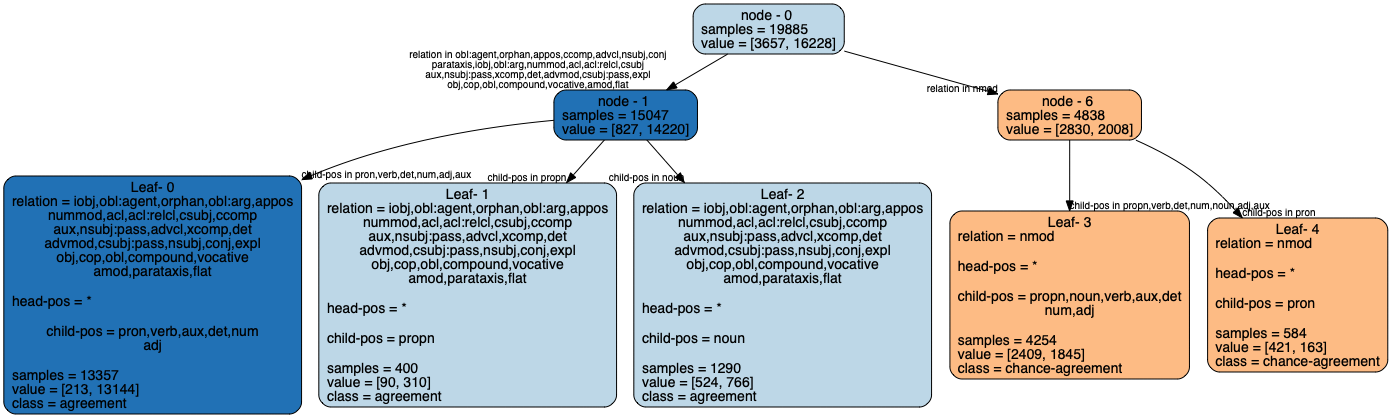 node - 0
samples = 19885
value = [3657, 16228]
relation in obl:agent,orphan,appos,ccomp,advcl,nsubj,conj
parataxis,iobj,obl:arg,nummod,acl,acl:relcl,csubj
aux,nsubj:pass,xcomp,det,advmod,csubj:pass,expl
obj,cop,obl,compound,vocative,amod,flat
relation in nmod
node - 1
samples = 15047
value = [827, 14220]
node - 6
samples = 4838
value = [2830, 2008]
child-pos in pron,verb,det,num,adj,aux
child-pos in propn
child-pos in noun
child-pos in propn,verb,det,num,noun,adj,aux
child-pos in pron
Leaf- 0
relation = iobj,obl:agent,orphan,obl:arg,appos
nummod,acl,acl:relcl,csubj,ccomp
aux,nsubj:pass,advcl,xcomp,det
advmod,csubj:pass,nsubj,conj,expl
obj,cop,obl,compound,vocative
amod,parataxis,flat
head-pos = *
child-pos = pron,verb,aux,det,num
adj
samples = 13357
value = [213, 13144]
class = agreement
Leaf- 1
relation = iobj,obl:agent,orphan,obl:arg,appos
nummod,acl,acl:relcl,csubj,ccomp
aux,nsubj:pass,advcl,xcomp,det
advmod,csubj:pass,nsubj,conj,expl
obj,cop,obl,compound,vocative
amod,parataxis,flat
head-pos = *
child-pos = propn
samples = 400
value = [90, 310]
class = agreement
Leaf- 2
relation = iobj,obl:agent,orphan,obl:arg,appos
nummod,acl,acl:relcl,csubj,ccomp
aux,nsubj:pass,advcl,xcomp,det
advmod,csubj:pass,nsubj,conj,expl
obj,cop,obl,compound,vocative
amod,parataxis,flat
head-pos = *
child-pos = noun
samples = 1290
value = [524, 766]
class = agreement
Leaf- 3
relation = nmod
head-pos = *
child-pos = propn,noun,verb,aux,det
num,adj
samples = 4254
value = [2409, 1845]
class = chance-agreement
Leaf- 4
relation = nmod
head-pos = *
child-pos = pron
samples = 584
value = [421, 163]
class = chance-agreement